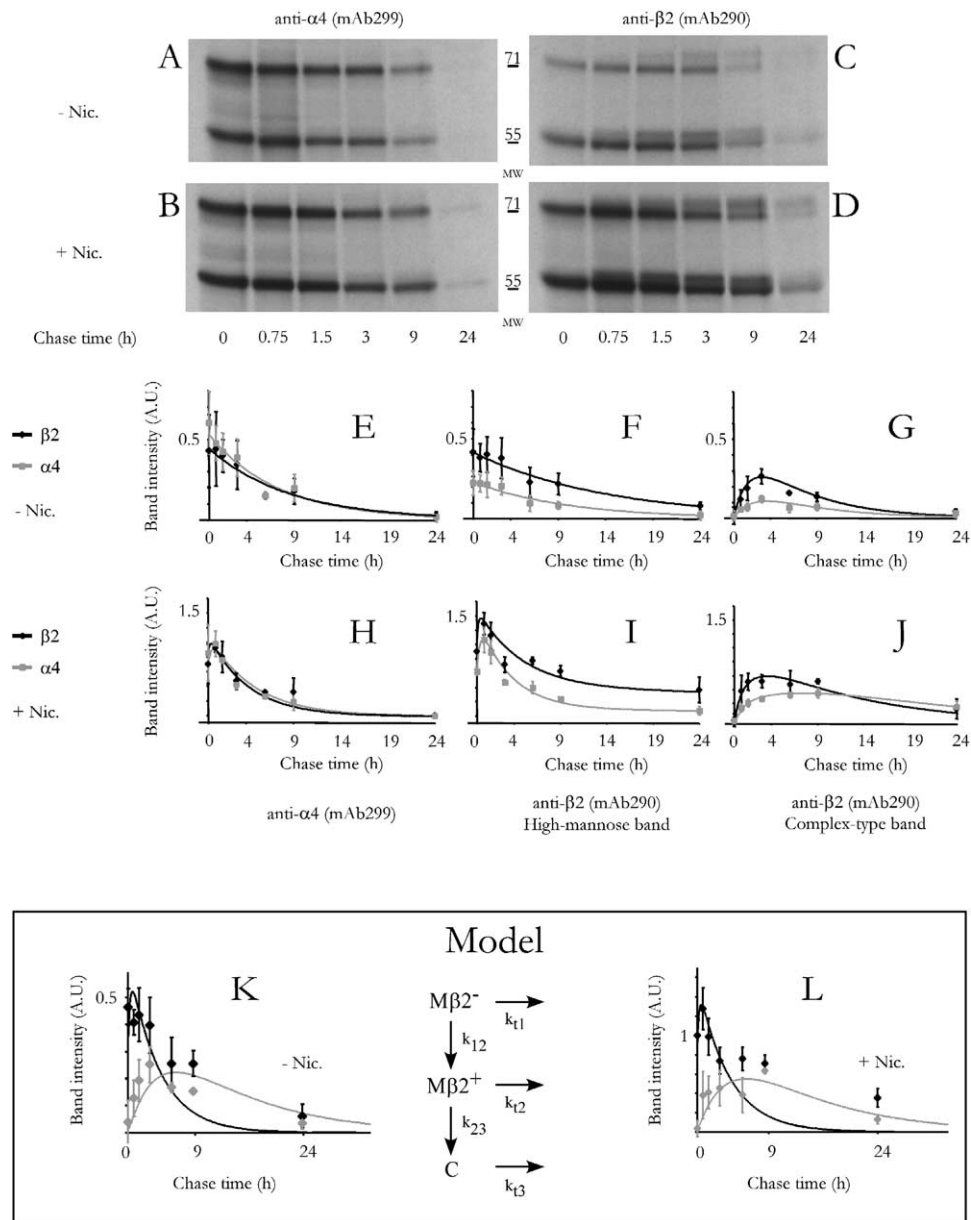 anti-α4 (mAb299) anti-β2 (mAb290)
A 71 C
- Nic.
55
MW
B 71 D
+ Nic.
55
MW
Chase time (h) 0 0.75 1.5 3 9 24 0 0.75 1.5 3 9 24
E F G
β2
α4
- Nic.
Band intensity (A.U.) 0.5 0.5 0.5
0 4 9 14 19 24 0 4 9 14 19 24 0 4 9 14 19 24
Chase time (h) Chase time (h) Chase time (h)
H I J
β2
α4
+ Nic.
Band intensity (A.U.) 1.5 1.5 1.5
0 4 9 14 19 24 0 4 9 14 19 24 0 4 9 14 19 24
Chase time (h) Chase time (h) Chase time (h)
anti-α4 (mAb299) anti-β2 (mAb290) anti-β2 (mAb290)
High-mannose band Complex-type band
Model
K L
Band intensity (A.U.) 0.5 - Nic.
0 9 24
Chase time (h)
Mβ2⁻ kt1
k12
Mβ2⁺ kt2
k23
C kt3
Band intensity (A.U.) 1 + Nic.
0 9 24
Chase time (h)